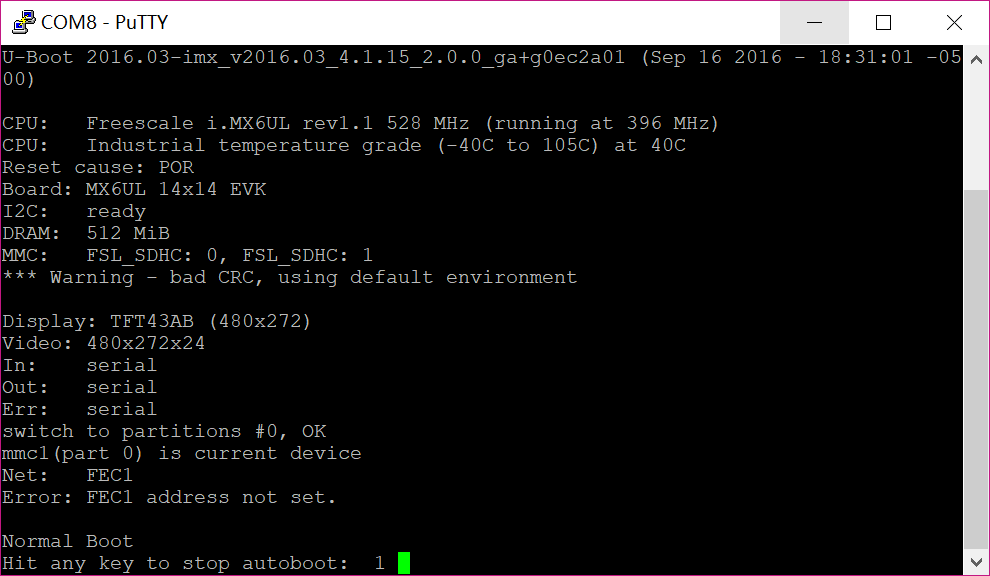 COM8 - PuTTY
U-Boot 2016.03-imx_v2016.03_4.1.15_2.0.0_ga+g0ec2a01 (Sep 16 2016 - 18:31:01 -05
00)
CPU:   Freescale i.MX6UL rev1.1 528 MHz (running at 396 MHz)
CPU:   Industrial temperature grade (-40C to 105C) at 40C
Reset cause: POR
Board: MX6UL 14x14 EVK
I2C:   ready
DRAM:  512 MiB
MMC:   FSL_SDHC: 0, FSL_SDHC: 1
*** Warning - bad CRC, using default environment
Display: TFT43AB (480x272)
Video: 480x272x24
In:    serial
Out:   serial
Err:   serial
switch to partitions #0, OK
mmc1(part 0) is current device
Net:   FEC1
Error: FEC1 address not set.
Normal Boot
Hit any key to stop autoboot:  1